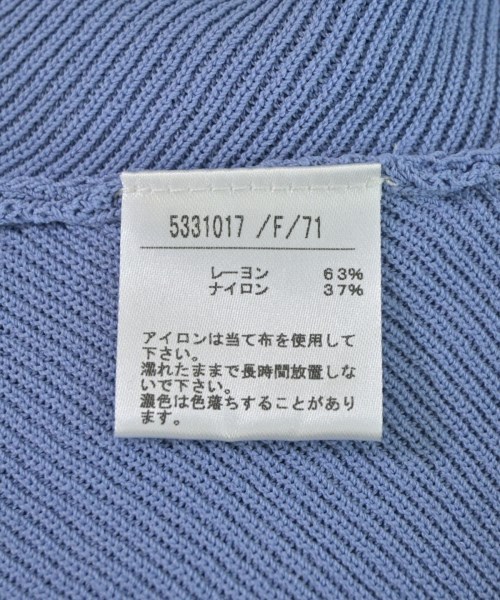 5331017 /F/71
レーヨン 63%
ナイロン 37%
アイロンは当て布を使用して
下さい。
濡れたままで長時間放置しな
いで下さい。
濃色は色落ちすることがあり
ます。